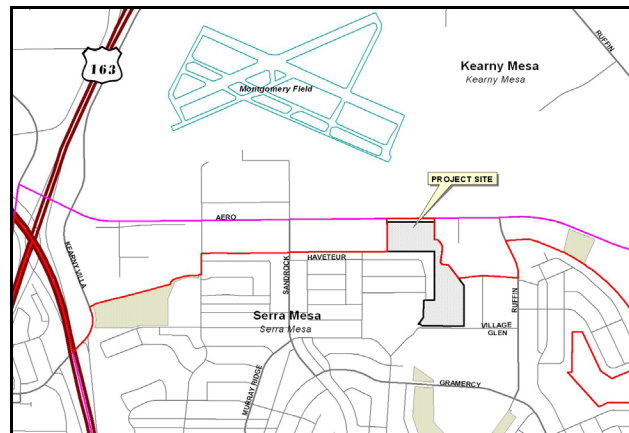 RUFFIN
163
Kearny Mesa
Kearny Mesa
Montgomery Field
PROJECT SITE
AERO
KEARNY VILLA
SANDROCK
HAVETEUR
RUFFIN
Serra Mesa
Serra Mesa
VILLAGE
GLEN
MURRAY RIDGE
GRAMERCY